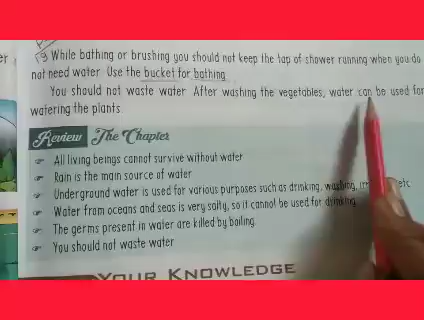 er
19 While bathing or brushing you should not keep the tap of shower running when you do
not need water Use the bucket for bathing
You should not waste water After washing the vegetables, water can be used for
watering the plants
Review The Chapter
☞ All living beings cannot survive without water
☞ Rain is the main source of water
☞ Underground water is used for various purposes such as drinking, washing, etc
☞ Water from oceans and seas is very salty, so it cannot be used for drinking
☞ The germs present in water are killed by boiling
☞ You should not waste water
YOUR KNOWLEDGE